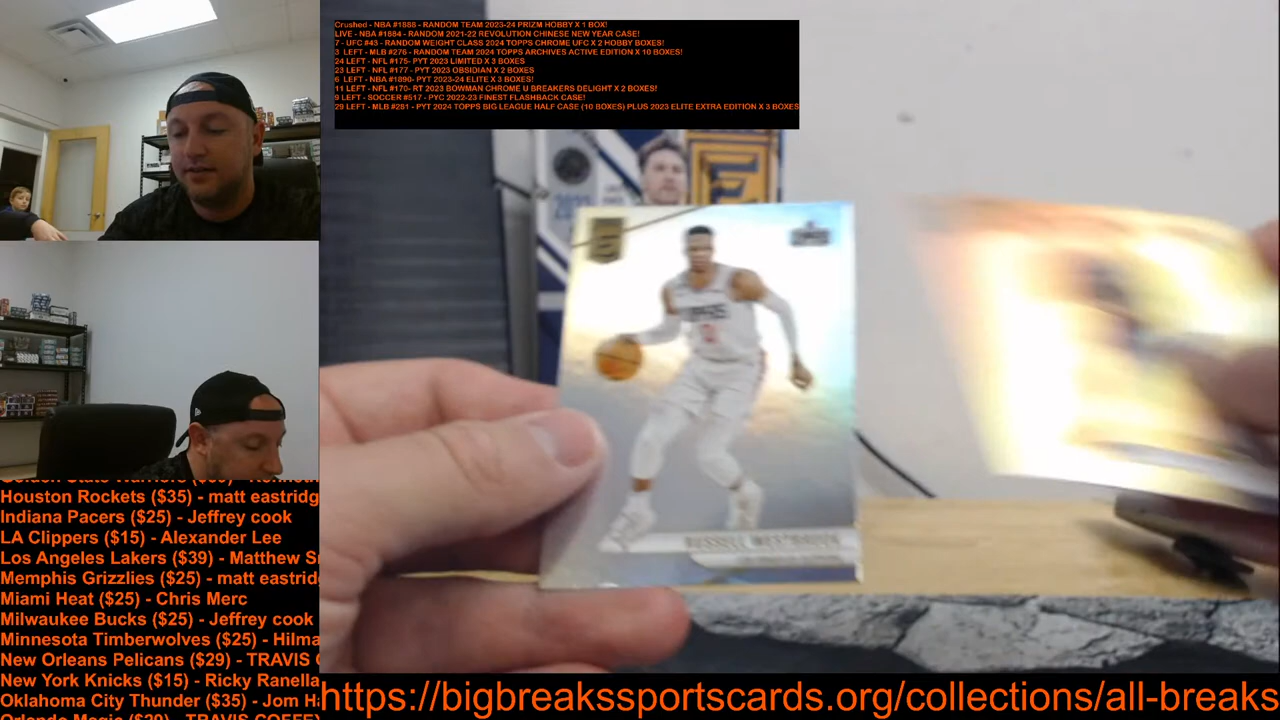 Crushed - NBA #1888 - RANDOM TEAM 2023-24 PRIZM HOBBY X 1 BOX!
LIVE - NBA #1884 - RANDOM 2021-22 REVOLUTION CHINESE NEW YEAR CASE!
7 - UFC #43 - RANDOM WEIGHT CLASS 2024 TOPPS CHROME UFC X 2 HOBBY BOXES!
3 LEFT - MLB #276 - RANDOM TEAM 2024 TOPPS ARCHIVES ACTIVE EDITION X 10 BOXES!
24 LEFT - NFL #175- PYT 2023 LIMITED X 3 BOXES
23 LEFT - NFL #177 - PYT 2023 OBSIDIAN X 2 BOXES
6 LEFT - NBA #1890- PYT 2023-24 ELITE X 3 BOXES!
11 LEFT - NFL #170- RT 2023 BOWMAN CHROME U BREAKERS DELIGHT X 2 BOXES!
9 LEFT - SOCCER #517 - PYC 2022-23 FINEST FLASHBACK CASE!
29 LEFT - MLB #281 - PYT 2024 TOPPS BIG LEAGUE HALF CASE (10 BOXES) PLUS 2023 ELITE EXTRA EDITION X 3 BOXES
RUSSELL WESTBROOK
Houston Rockets ($35) - matt eastridg
Indiana Pacers ($25) - Jeffrey cook
LA Clippers ($15) - Alexander Lee
Los Angeles Lakers ($39) - Matthew S
Memphis Grizzlies ($25) - matt eastrid
Miami Heat ($25) - Chris Merc
Milwaukee Bucks ($25) - Jeffrey cook
Minnesota Timberwolves ($25) - Hilma
New Orleans Pelicans ($29) - TRAVIS
New York Knicks ($15) - Ricky Ranella
Oklahoma City Thunder ($35) - Jom Ha
https://bigbreakssportscards.org/collections/all-breaks